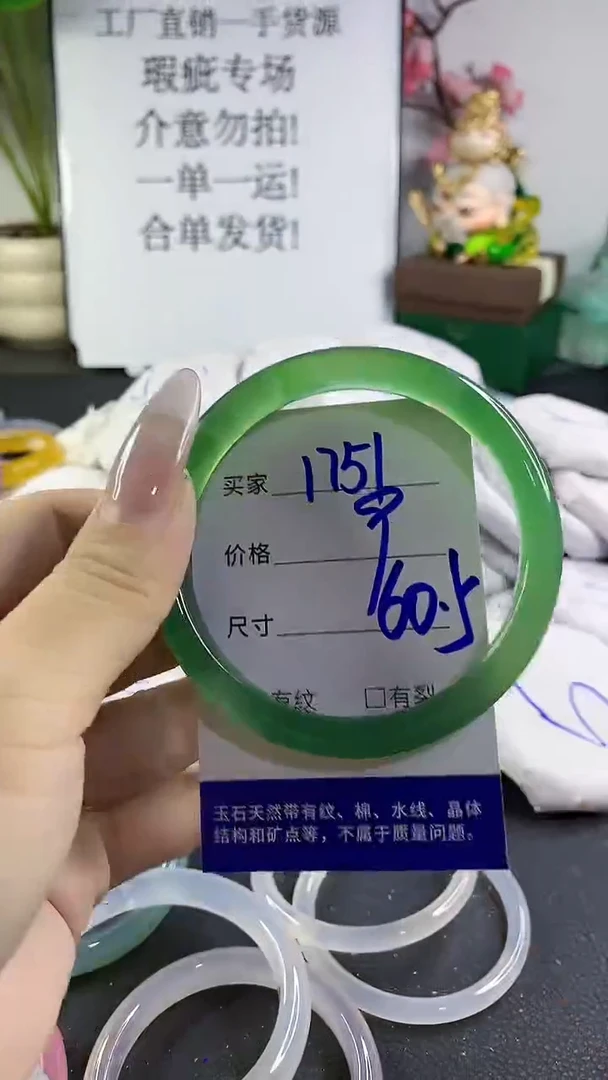 工厂直销一手货源
瑕疵专场
介意勿拍!
一单一运!
合单发货!
买家 1751
价格
尺寸 60.5
有纹 □有裂
玉石天然带有纹、棉、水线、晶体
结构和矿点等，不属于质量问题。